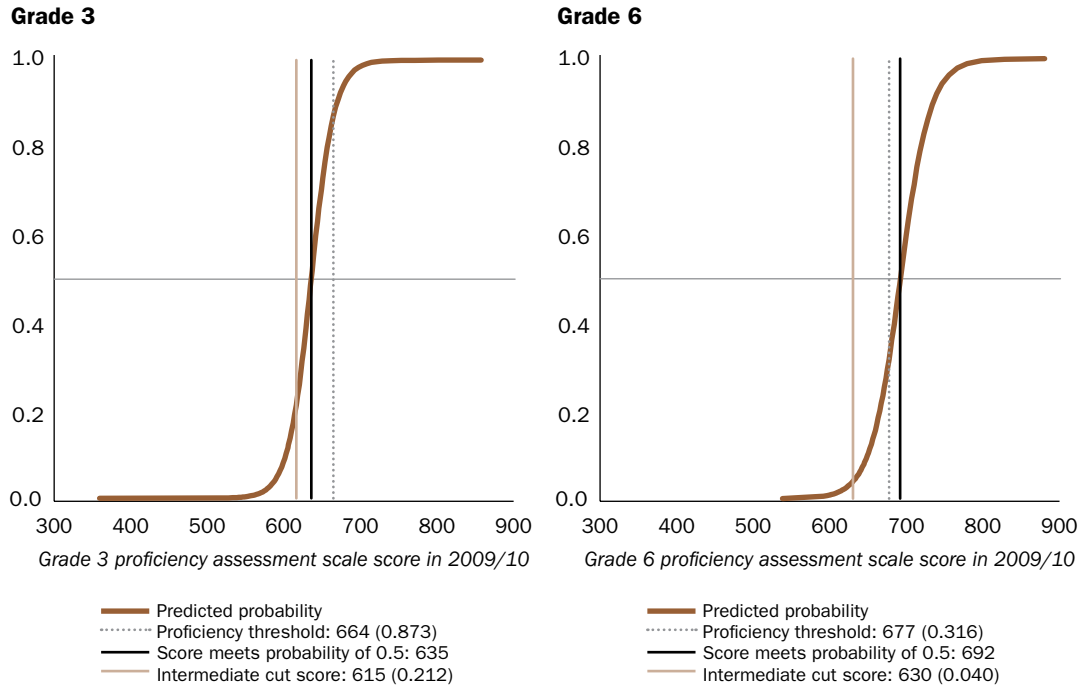 Grade 3
1.0
0.8
0.6
0.4
0.2
0.0
300 400 500 600 700 800 900
Grade 3 proficiency assessment scale score in 2009/10
Predicted probability
Proficiency threshold: 664 (0.873)
Score meets probability of 0.5: 635
Intermediate cut score: 615 (0.212)
Grade 6
1.0
0.8
0.6
0.4
0.2
0.0
300 400 500 600 700 800 900
Grade 6 proficiency assessment scale score in 2009/10
Predicted probability
Proficiency threshold: 677 (0.316)
Score meets probability of 0.5: 692
Intermediate cut score: 630 (0.040)